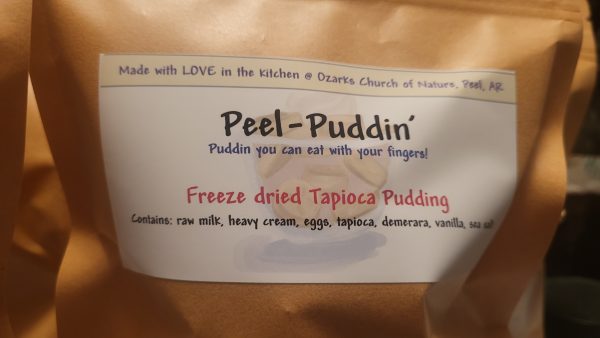 Made with LOVE in the Kitchen @ Ozarks Church of Nature, Peel, AR
Peel-Puddin'
Puddin you can eat with your fingers!
Freeze dried Tapioca Pudding
Contains: raw milk, heavy cream, eggs, tapioca, demerara, vanilla, sea salt